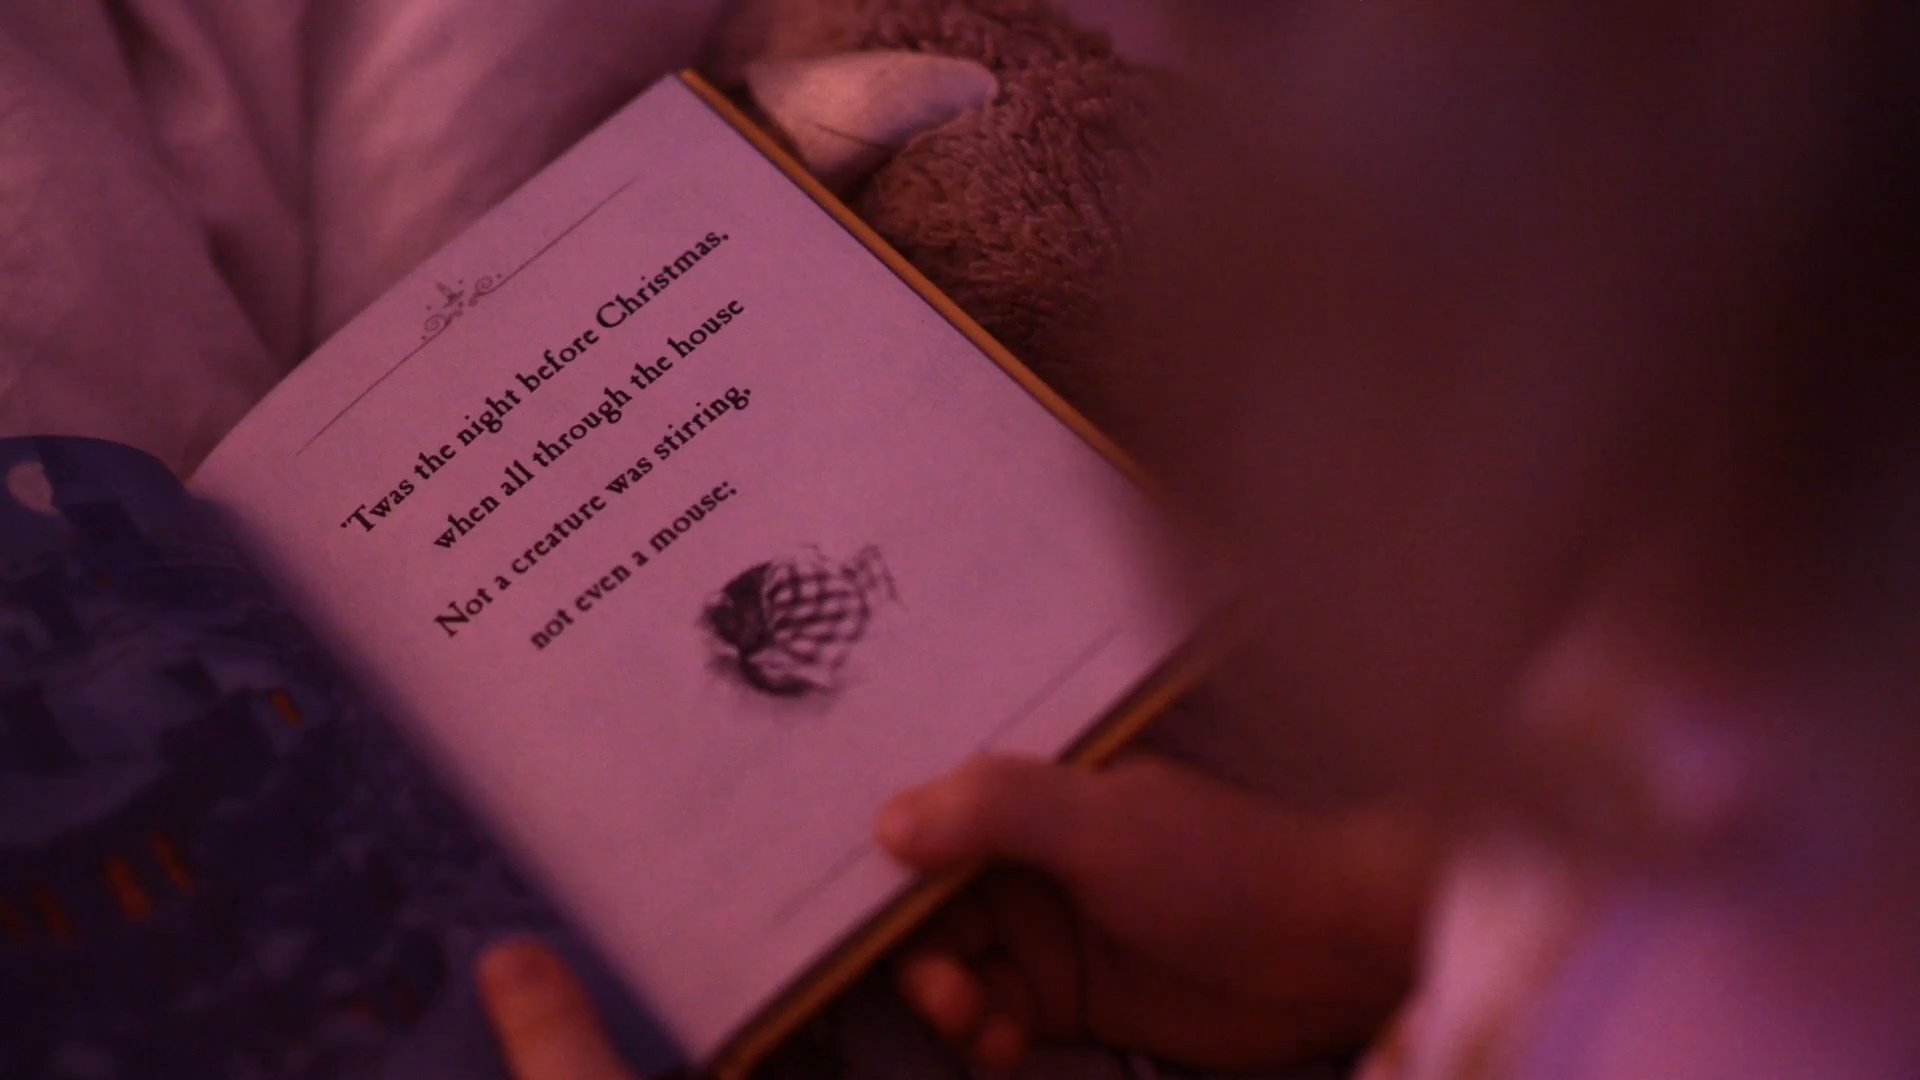 'Twas the night before Christmas,
when all through the house
Not a creature was stirring,
not even a mouse;